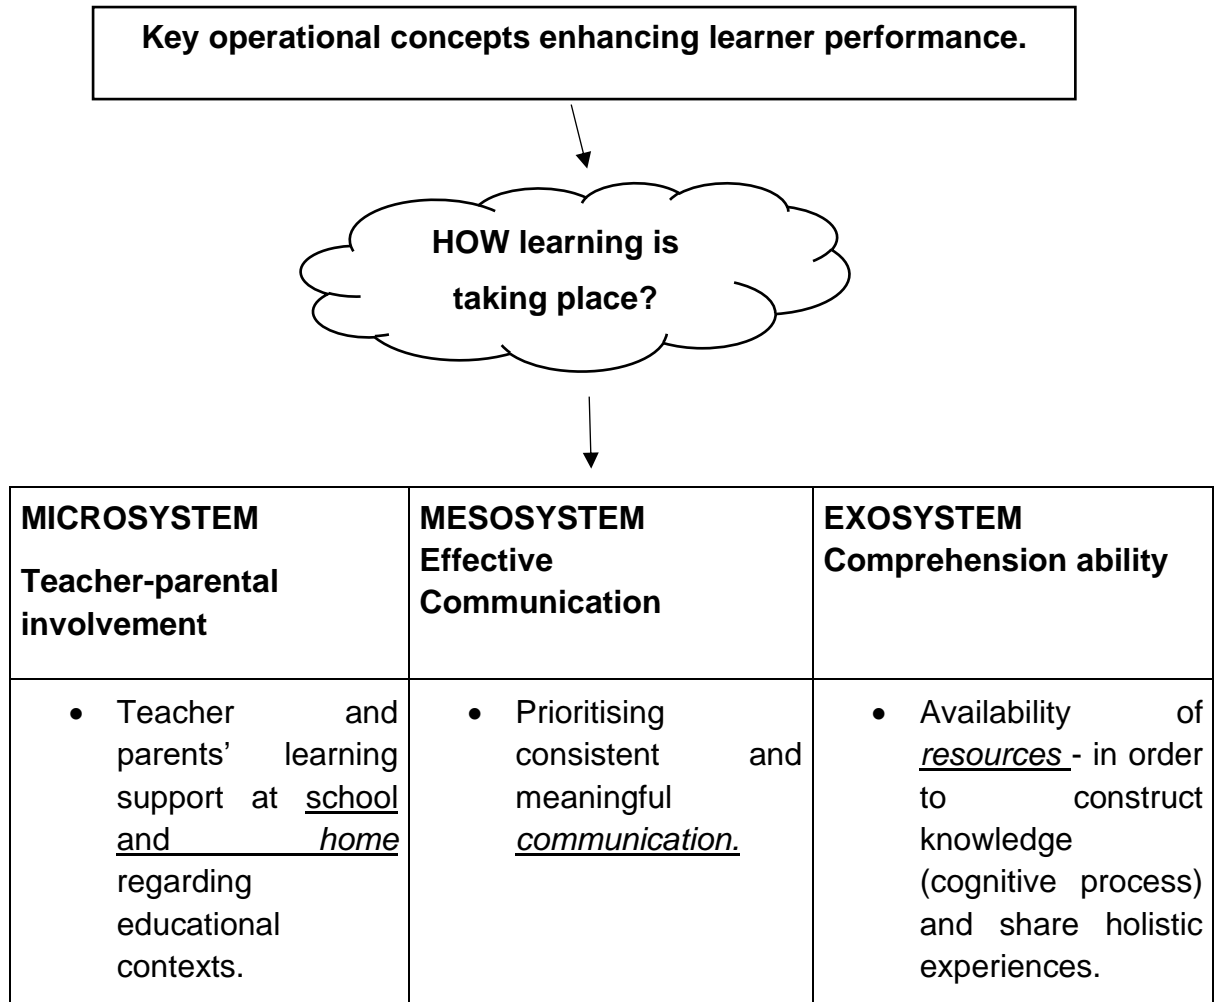 Key operational concepts enhancing learner performance.
HOW learning is
taking place?
MICROSYSTEM
Teacher-parental
involvement
MESOSYSTEM
Effective
Communication
EXOSYSTEM
Comprehension ability
• Teacher and
parents’ learning
support at school
and home
regarding
educational
contexts.
• Prioritising
consistent and
meaningful
communication.
• Availability of
resources - in order
to construct
knowledge
(cognitive process)
and share holistic
experiences.